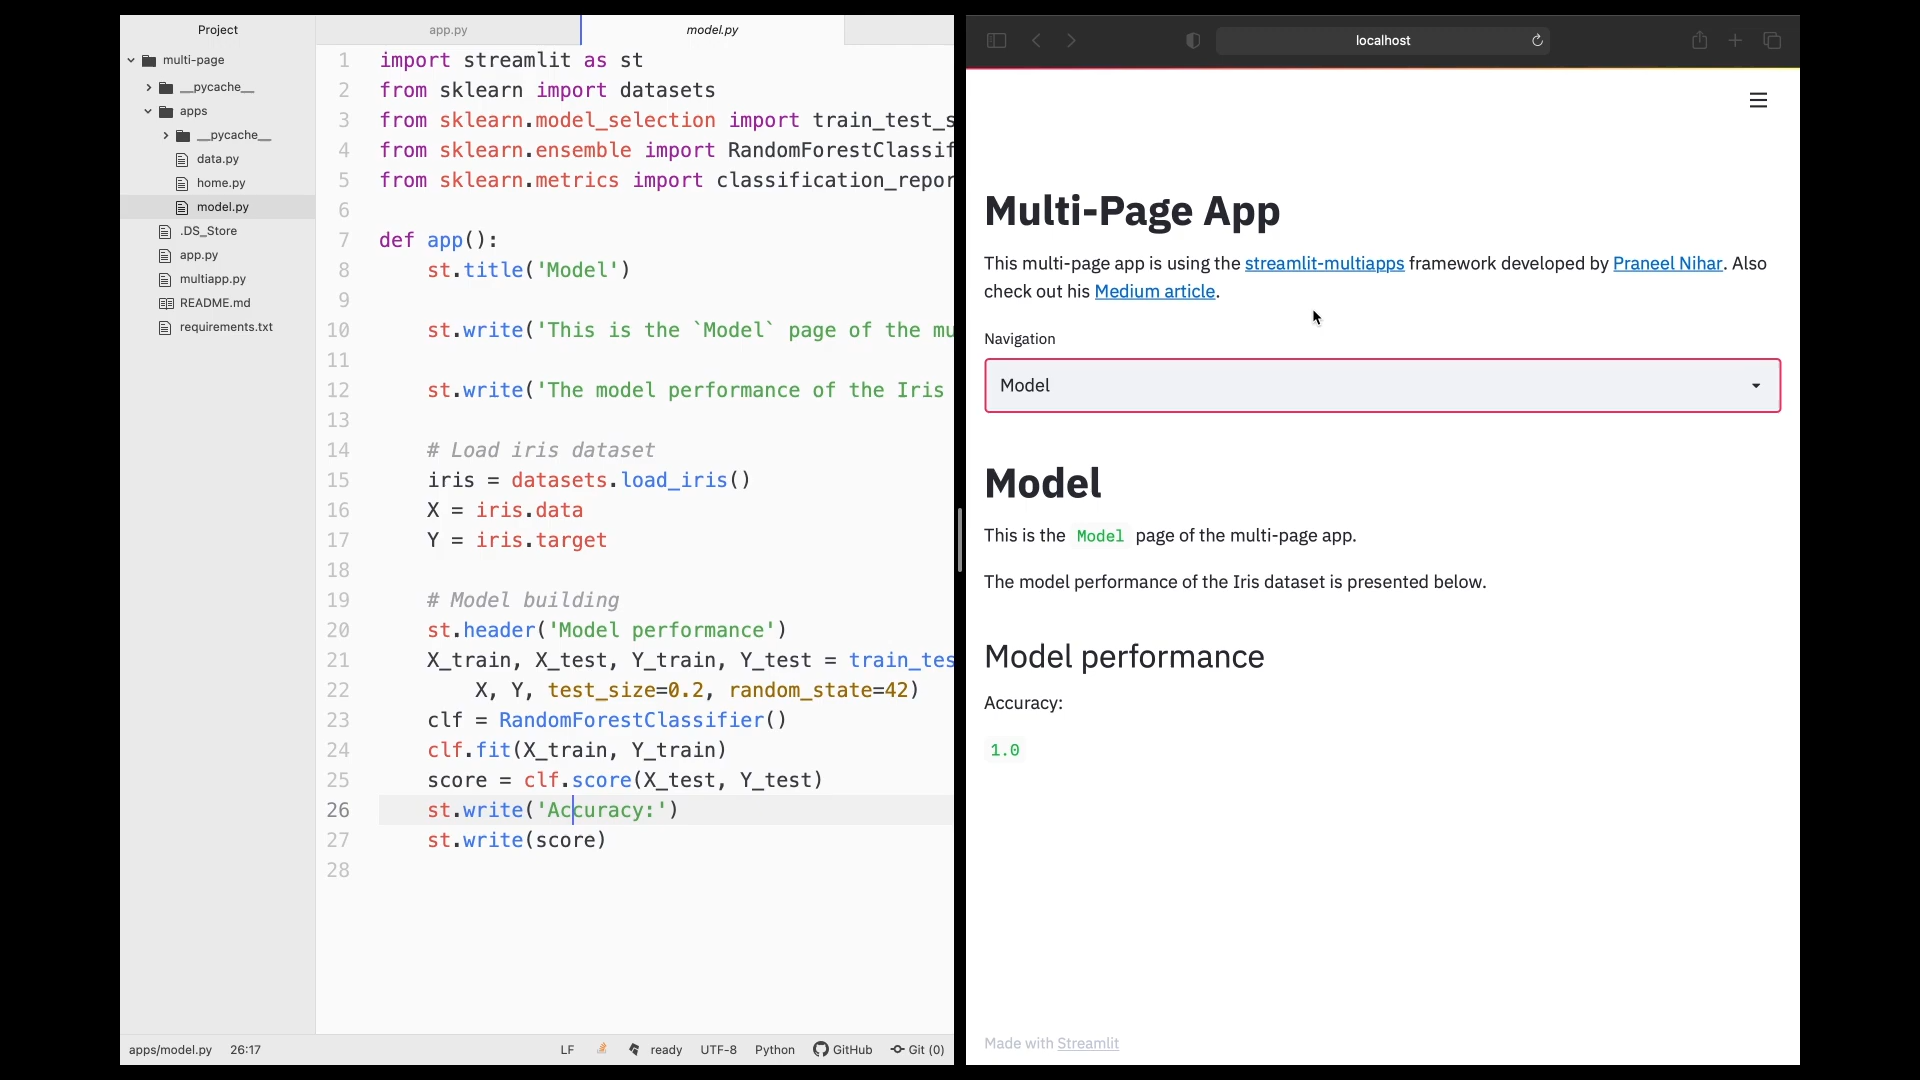 Project
multi-page
__pycache__
apps
__pycache__
data.py
home.py
model.py
.DS_Store
app.py
multiapp.py
README.md
requirements.txt
app.py
model.py
1 import streamlit as st
2 from sklearn import datasets
3 from sklearn.model_selection import train_test_s
4 from sklearn.ensemble import RandomForestClassif
5 from sklearn.metrics import classification_repor
6
7 def app():
8 st.title('Model')
9
10 st.write('This is the `Model` page of the mu
11
12 st.write('The model performance of the Iris
13
14 # Load iris dataset
15 iris = datasets.load_iris()
16 X = iris.data
17 Y = iris.target
18
19 # Model building
20 st.header('Model performance')
21 X_train, X_test, Y_train, Y_test = train_tes
22 X, Y, test_size=0.2, random_state=42)
23 clf = RandomForestClassifier()
24 clf.fit(X_train, Y_train)
25 score = clf.score(X_test, Y_test)
26 st.write('Accuracy:')
27 st.write(score)
28
apps/model.py 26:17 LF ready UTF-8 Python GitHub Git (0)
localhost
Multi-Page App
This multi-page app is using the streamlit-multiapps framework developed by Praneel Nihar. Also
check out his Medium article.
Navigation
Model
Model
This is the Model page of the multi-page app.
The model performance of the Iris dataset is presented below.
Model performance
Accuracy:
1.0
Made with Streamlit